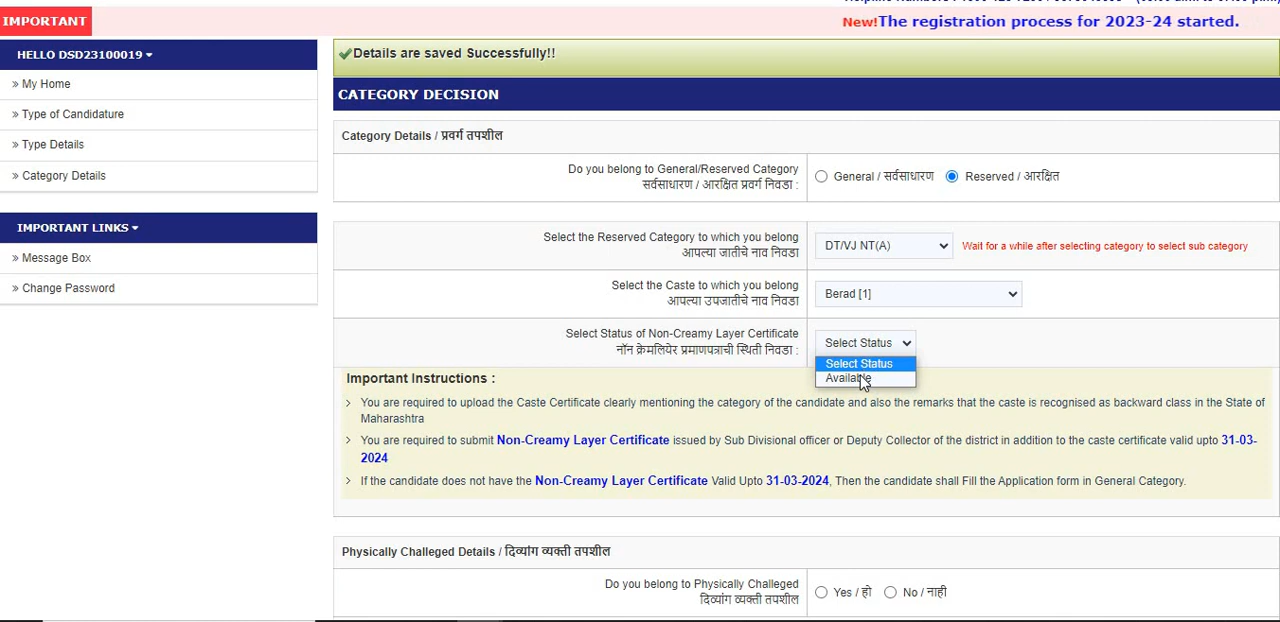 IMPORTANT
New!The registration process for 2023-24 started.
HELLO DSD23100019
» My Home
» Type of Candidature
» Type Details
» Category Details
IMPORTANT LINKS
» Message Box
» Change Password
Details are saved Successfully!!
CATEGORY DECISION
Category Details / प्रवर्ग तपशील
Do you belong to General/Reserved Category
सर्वसाधारण / आरक्षित प्रवर्ग निवडा :
General / सर्वसाधारण Reserved / आरक्षित
Select the Reserved Category to which you belong
आपल्या जातीचे नाव निवडा
DT/VJ NT(A) Wait for a while after selecting category to select sub category
Select the Caste to which you belong
आपल्या उपजातीचे नाव निवडा
Berad [1]
Select Status of Non-Creamy Layer Certificate
नॉन क्रेमलियेर प्रमाणपत्राची स्थिती निवडा :
Select Status
Select Status
Available
Important Instructions :
You are required to upload the Caste Certificate clearly mentioning the category of the candidate and also the remarks that the caste is recognised as backward class in the State of
Maharashtra
You are required to submit Non-Creamy Layer Certificate issued by Sub Divisional officer or Deputy Collector of the district in addition to the caste certificate valid upto 31-03-
2024
If the candidate does not have the Non-Creamy Layer Certificate Valid Upto 31-03-2024, Then the candidate shall Fill the Application form in General Category.
Physically Challeged Details / दिव्यांग व्यक्ती तपशील
Do you belong to Physically Challeged
दिव्यांग व्यक्ती तपशील
Yes / हो No / नाही